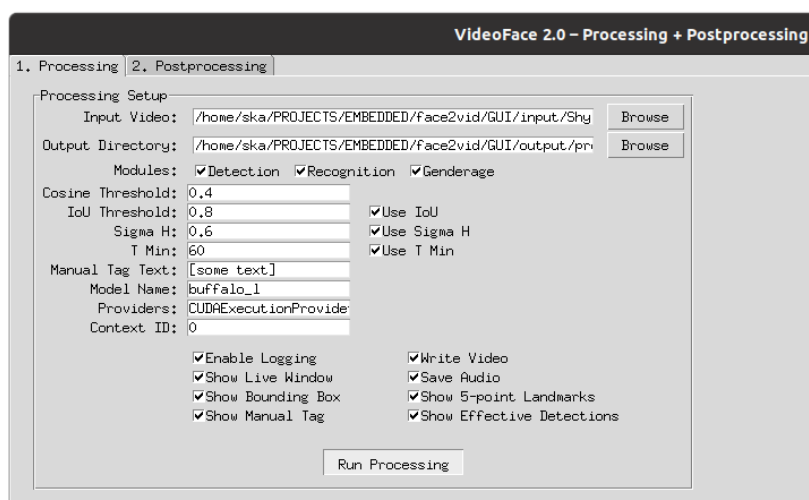 VideoFace 2.0 – Processing + Postprocessing
1. Processing 2. Postprocessing
Processing Setup
Input Video: /home/ska/PROJECTS/EMBEDDED/face2vid/GUI/input/Shy Browse
Output Directory: /home/ska/PROJECTS/EMBEDDED/face2vid/GUI/output/pro Browse
Modules: Detection Recognition Genderage
Cosine Threshold: 0.4
IoU Threshold: 0.8 Use IoU
Sigma H: 0.6 Use Sigma H
T Min: 60 Use T Min
Manual Tag Text: [some text]
Model Name: buffalo_l
Providers: CUDAExecutionProvide
Context ID: 0
Enable Logging Write Video
Show Live Window Save Audio
Show Bounding Box Show 5-point Landmarks
Show Manual Tag Show Effective Detections
Run Processing